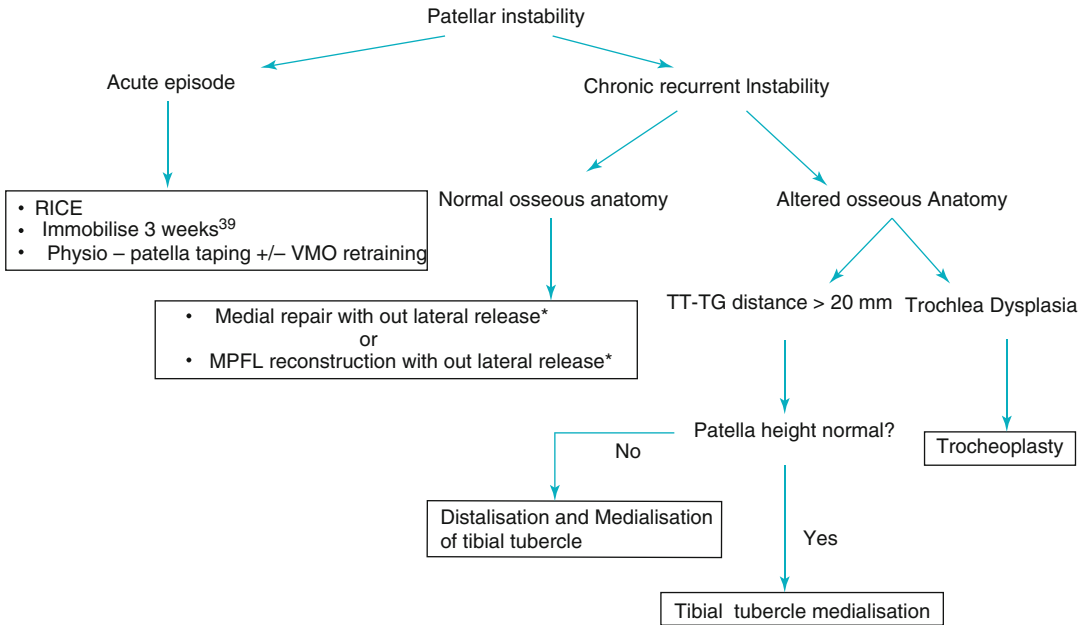 Patellar instability
Acute episode
Chronic recurrent Instability
• RICE
• Immobilise 3 weeks39
• Physio – patella taping +/– VMO retraining
Normal osseous anatomy
Altered osseous Anatomy
• Medial repair with out lateral release*
or
• MPFL reconstruction with out lateral release*
TT-TG distance > 20 mm
Trochlea Dysplasia
Patella height normal?
Trocheoplasty
No
Distalisation and Medialisation
of tibial tubercle
Yes
Tibial tubercle medialisation